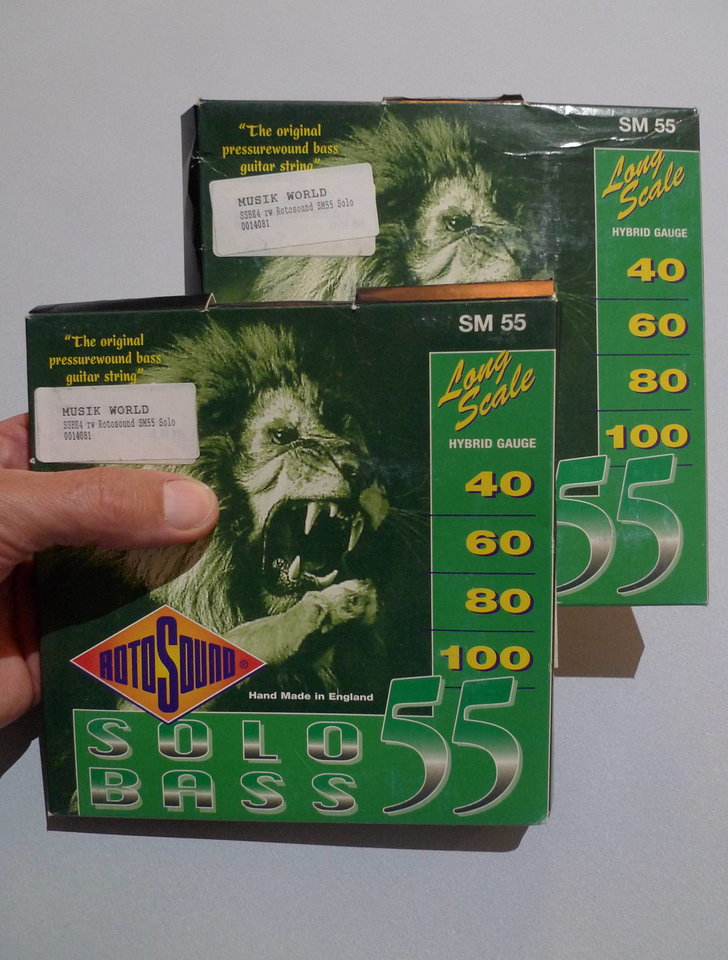 "The original
pressurewound bass
guitar string"
MUSIK WORLD
SSBE4 rw Rotosound SM55 Solo
0014081
SM 55
Long
Scale
HYBRID GAUGE
40
60
80
100
55
"The original
pressurewound bass
guitar string"
MUSIK WORLD
SSBE4 rw Rotosound SM55 Solo
0014081
SM 55
Long
Scale
HYBRID GAUGE
40
60
80
100
ROTOSOUND®
Hand Made in England
SOLO
BASS
55